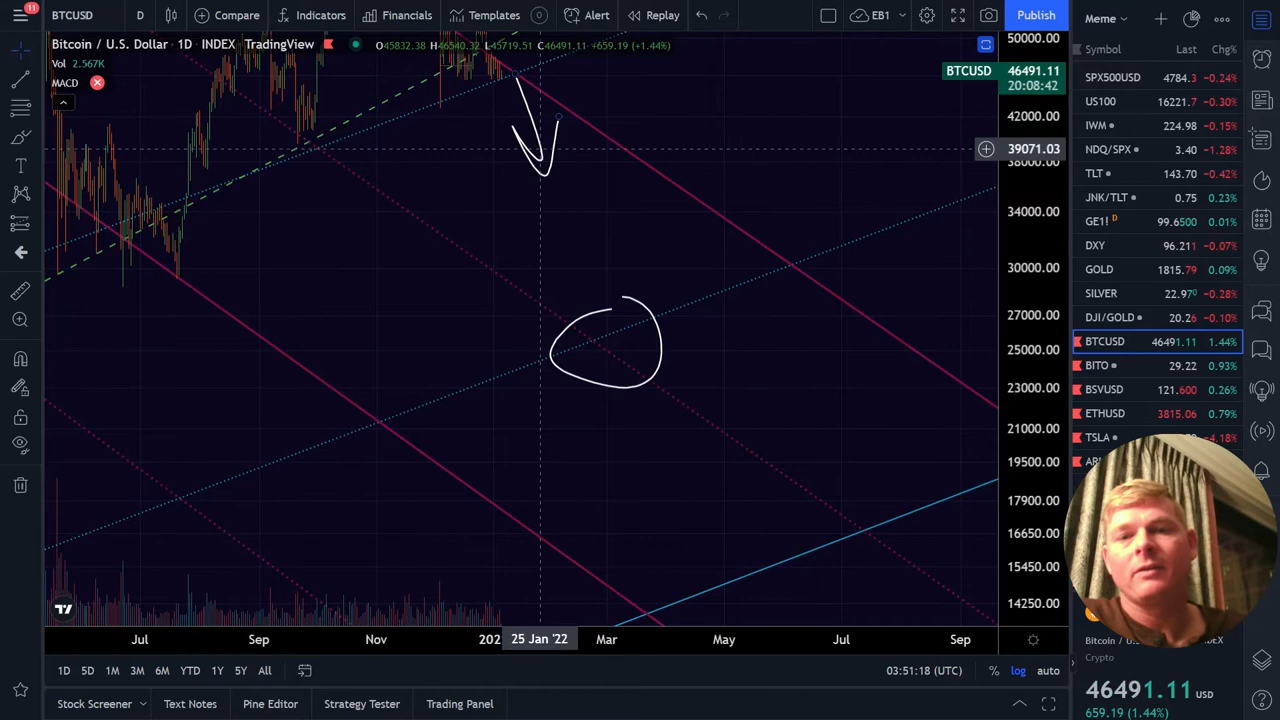 11
BTCUSD D Compare Indicators Financials Templates Alert Replay EB1 Publish Meme
Bitcoin / U.S. Dollar 1D INDEX TradingView O45832.38 H46540.32 L45719.51 C46491.11 +659.19 (+1.44%)
Vol 2.567K
MACD
50000.00
BTCUSD 46491.11
20:08:42
42000.00
39071.03
38000.00
34000.00
30000.00
27000.00
25000.00
23000.00
21000.00
19500.00
17900.00
16650.00
15450.00
14250.00
Symbol Last Chg%
SPX500USD 4784.3 −0.24%
US100 16221.7 −0.30%
IWM 224.98 −0.15%
NDQ/SPX 3.40 −1.28%
TLT 143.70 −0.42%
JNK/TLT 0.75 0.23%
GE1! D 99.6500 0.01%
DXY 96.211 −0.07%
GOLD 1815.79 0.09%
SILVER 22.970 −0.28%
DJI/GOLD 20.26 −0.10%
BTCUSD 46491.11 1.44%
BITO 29.22 0.93%
BSVUSD 121.600 0.26%
ETHUSD 3815.06 0.79%
TSLA −4.18%
Jul Sep Nov 202 25 Jan '22 Mar May Jul Sep
1D 5D 1M 3M 6M YTD 1Y 5Y All 03:51:18 (UTC) % log auto
Stock Screener Text Notes Pine Editor Strategy Tester Trading Panel
Bitcoin / U. NDEX
Crypto
46491.11 USD
659.19 (1.44%)